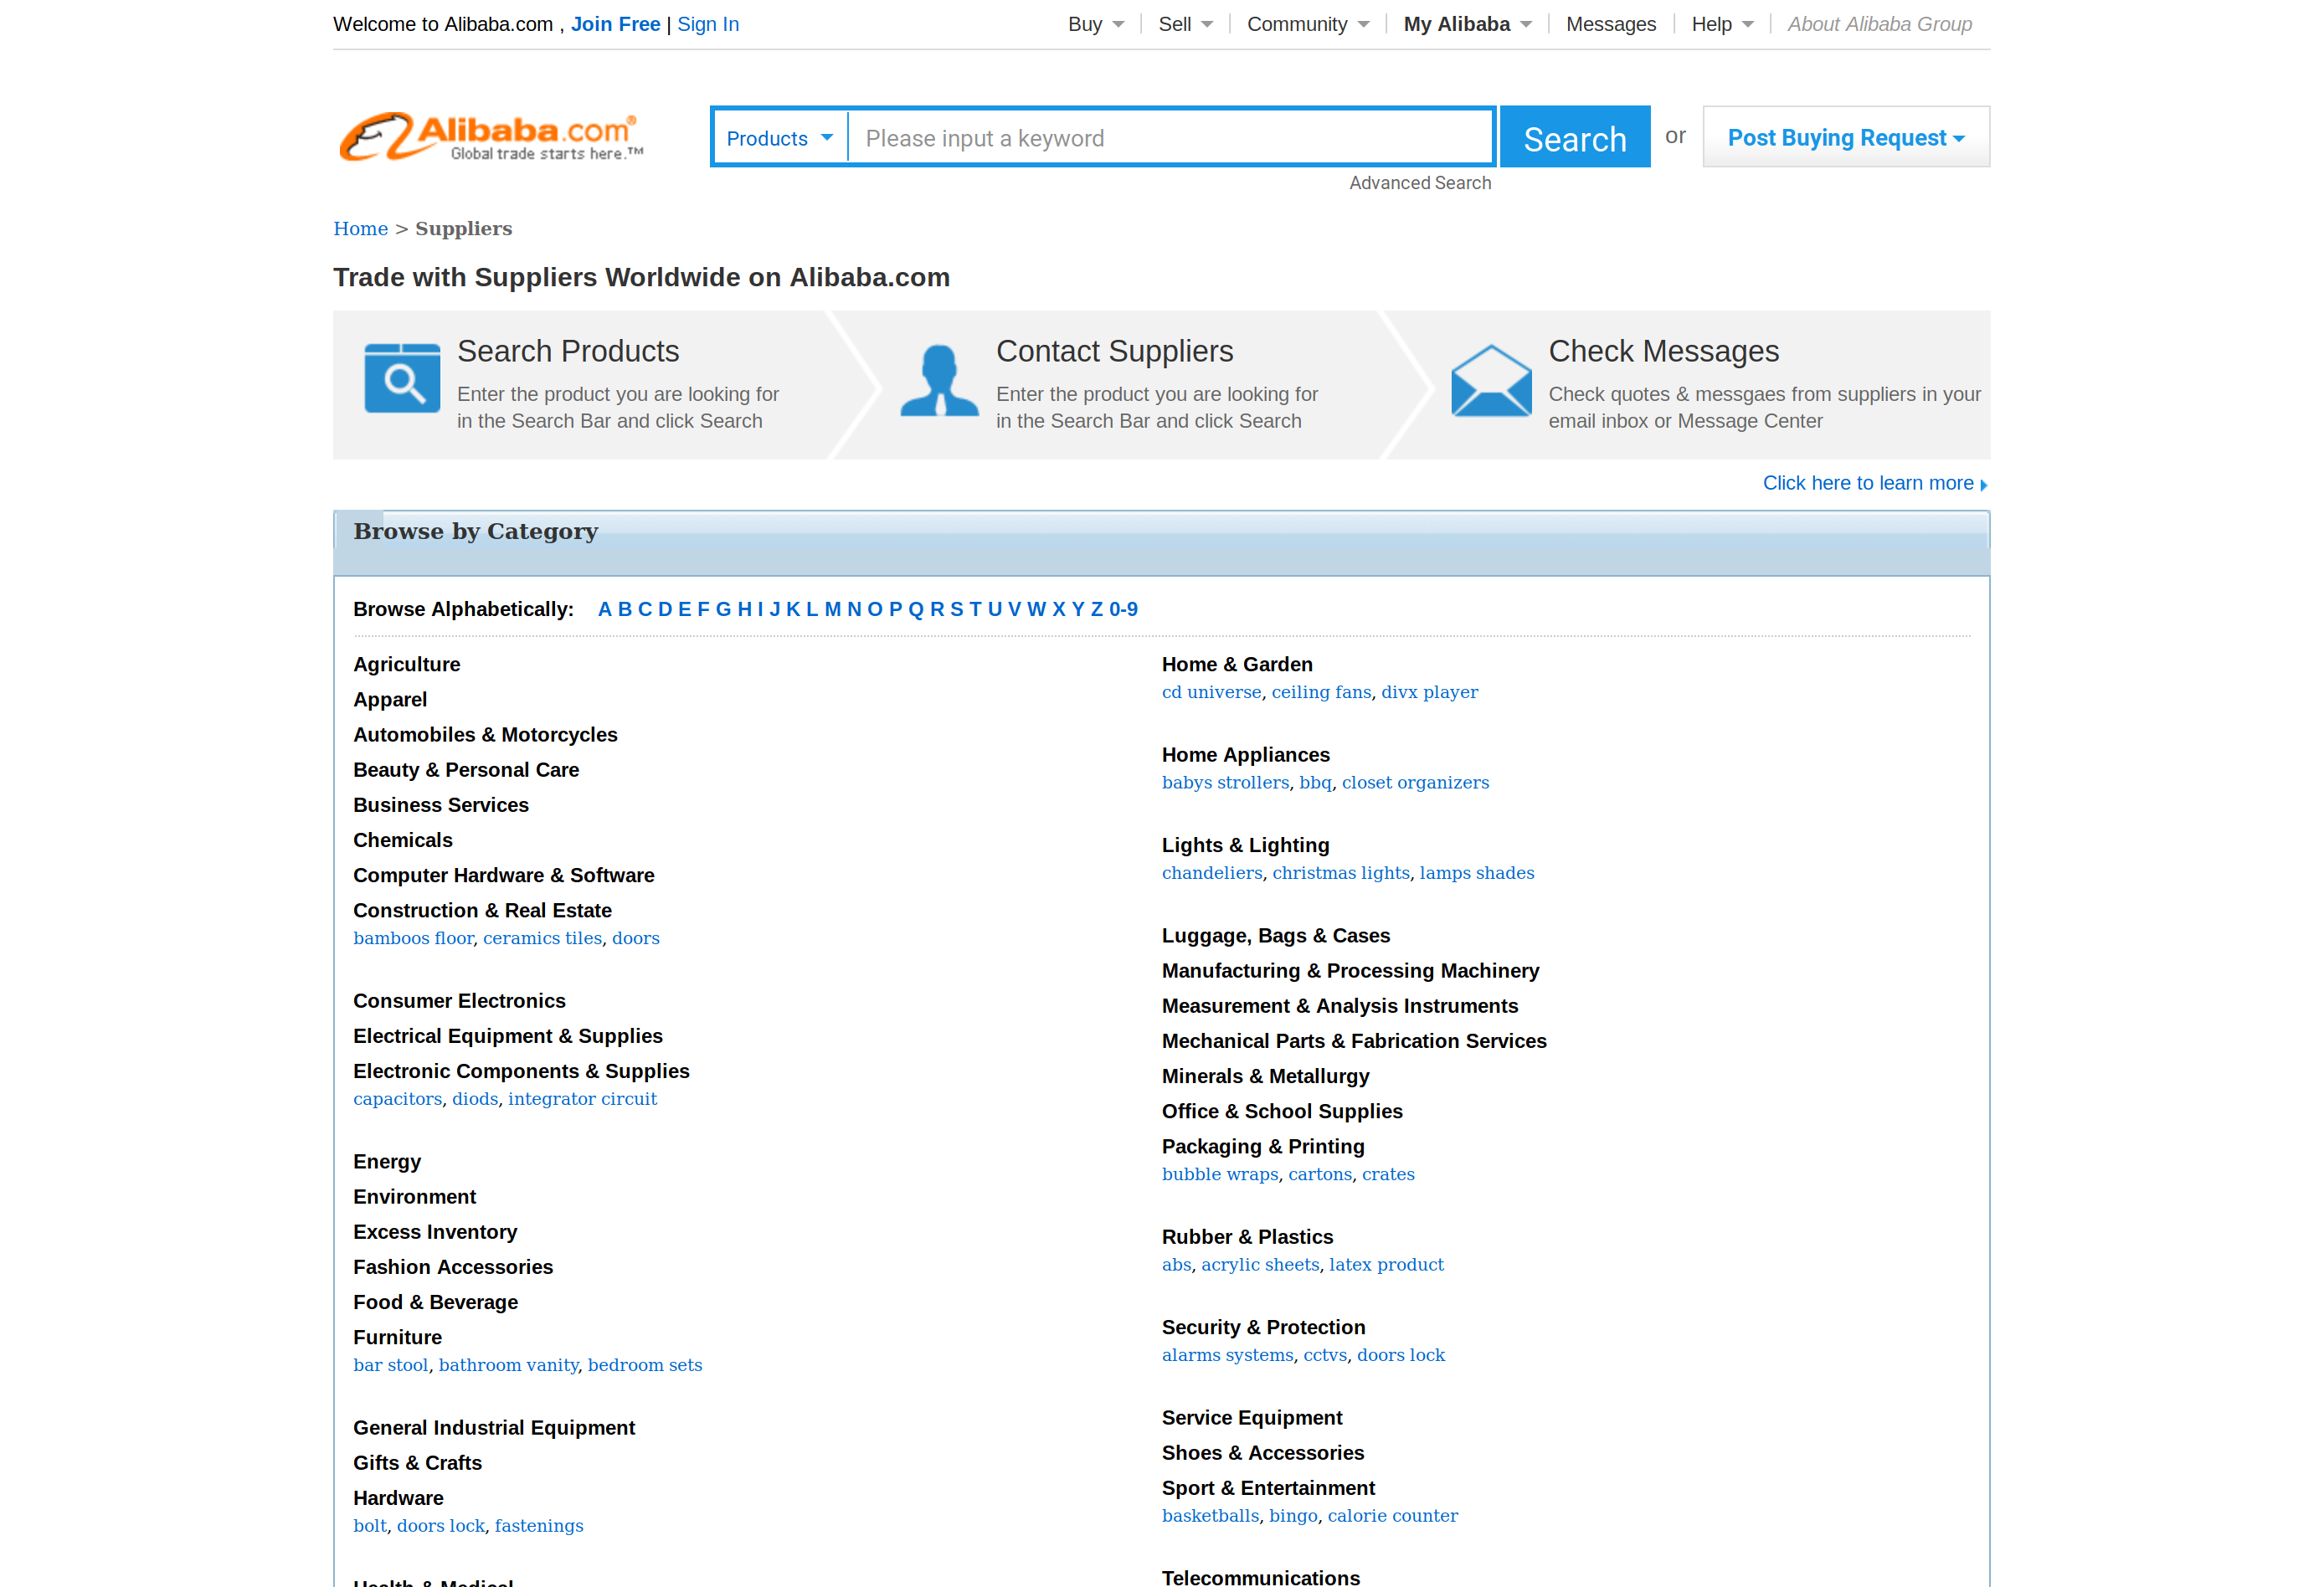 Welcome to Alibaba.com , Join Free | Sign In
Buy Sell Community My Alibaba Messages Help About Alibaba Group
Alibaba.com®
Global trade starts here.™
Products Please input a keyword Search or Post Buying Request
Advanced Search
Home > Suppliers
Trade with Suppliers Worldwide on Alibaba.com
Search Products
Enter the product you are looking for
in the Search Bar and click Search
Contact Suppliers
Enter the product you are looking for
in the Search Bar and click Search
Check Messages
Check quotes & messgaes from suppliers in your
email inbox or Message Center
Click here to learn more
Browse by Category
Browse Alphabetically: A B C D E F G H I J K L M N O P Q R S T U V W X Y Z 0-9
Agriculture
Apparel
Automobiles & Motorcycles
Beauty & Personal Care
Business Services
Chemicals
Computer Hardware & Software
Construction & Real Estate
bamboos floor, ceramics tiles, doors
Consumer Electronics
Electrical Equipment & Supplies
Electronic Components & Supplies
capacitors, diods, integrator circuit
Energy
Environment
Excess Inventory
Fashion Accessories
Food & Beverage
Furniture
bar stool, bathroom vanity, bedroom sets
General Industrial Equipment
Gifts & Crafts
Hardware
bolt, doors lock, fastenings
Health & Medical
Home & Garden
cd universe, ceiling fans, divx player
Home Appliances
babys strollers, bbq, closet organizers
Lights & Lighting
chandeliers, christmas lights, lamps shades
Luggage, Bags & Cases
Manufacturing & Processing Machinery
Measurement & Analysis Instruments
Mechanical Parts & Fabrication Services
Minerals & Metallurgy
Office & School Supplies
Packaging & Printing
bubble wraps, cartons, crates
Rubber & Plastics
abs, acrylic sheets, latex product
Security & Protection
alarms systems, cctvs, doors lock
Service Equipment
Shoes & Accessories
Sport & Entertainment
basketballs, bingo, calorie counter
Telecommunications